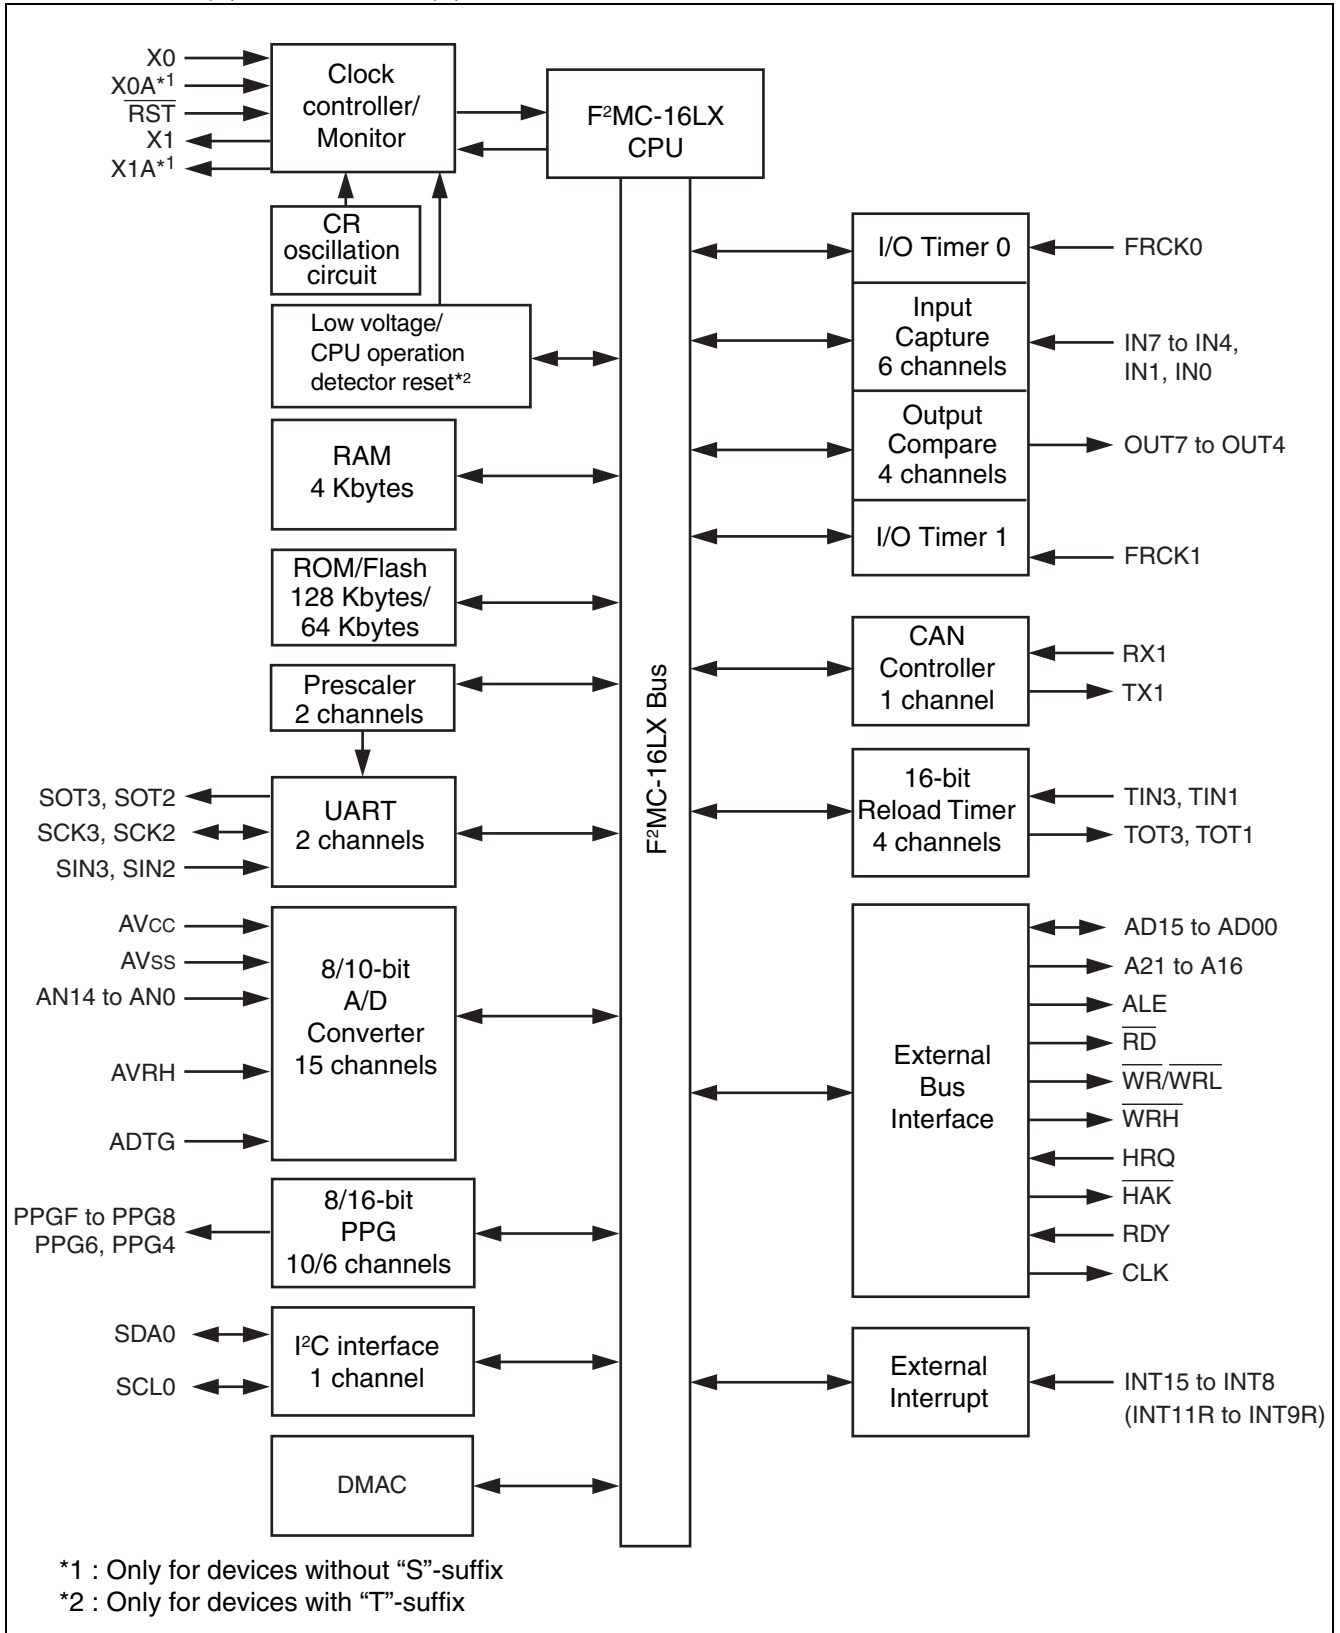 X0
X0A*1
RST
X1
X1A*1
Clock
controller/
Monitor
F²MC-16LX
CPU
CR
oscillation
circuit
Low voltage/
CPU operation
detector reset*2
RAM
4 Kbytes
ROM/Flash
128 Kbytes/
64 Kbytes
Prescaler
2 channels
SOT3, SOT2
SCK3, SCK2
SIN3, SIN2
UART
2 channels
AVCC
AVSS
AN14 to AN0
AVRH
ADTG
8/10-bit
A/D
Converter
15 channels
PPGF to PPG8
PPG6, PPG4
8/16-bit
PPG
10/6 channels
SDA0
SCL0
I²C interface
1 channel
DMAC
F²MC-16LX Bus
I/O Timer 0
FRCK0
Input
Capture
6 channels
IN7 to IN4,
IN1, IN0
Output
Compare
4 channels
OUT7 to OUT4
I/O Timer 1
FRCK1
CAN
Controller
1 channel
RX1
TX1
16-bit
Reload Timer
4 channels
TIN3, TIN1
TOT3, TOT1
External
Bus
Interface
AD15 to AD00
A21 to A16
ALE
RD
WR/WRL
WRH
HRQ
HAK
RDY
CLK
External
Interrupt
INT15 to INT8
(INT11R to INT9R)
*1 : Only for devices without “S”-suffix
*2 : Only for devices with “T”-suffix